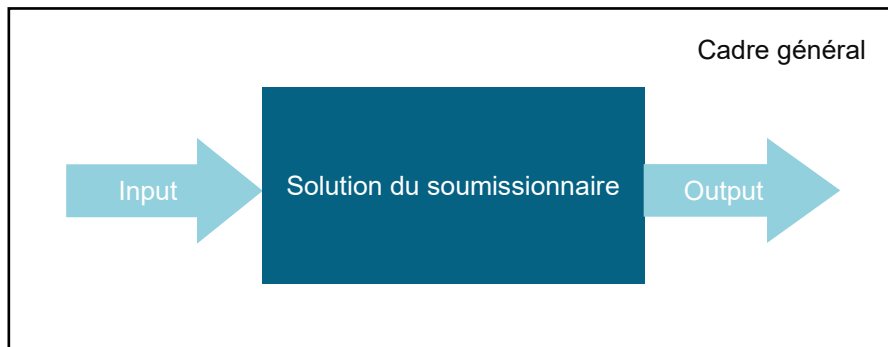 Cadre général
Input
Solution du soumissionnaire
Output